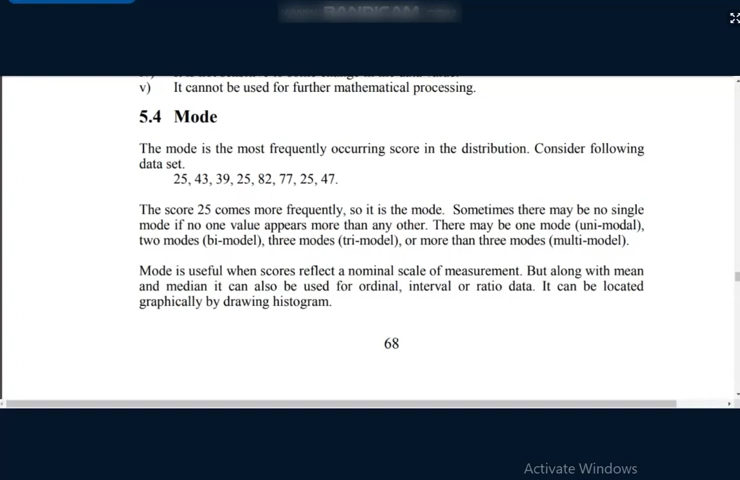 BANDICAM
v) It cannot be used for further mathematical processing.
5.4 Mode
The mode is the most frequently occurring score in the distribution. Consider following
data set.
25, 43, 39, 25, 82, 77, 25, 47.
The score 25 comes more frequently, so it is the mode. Sometimes there may be no single
mode if no one value appears more than any other. There may be one mode (uni-modal),
two modes (bi-model), three modes (tri-model), or more than three modes (multi-model).
Mode is useful when scores reflect a nominal scale of measurement. But along with mean
and median it can also be used for ordinal, interval or ratio data. It can be located
graphically by drawing histogram.
68
Activate Windows